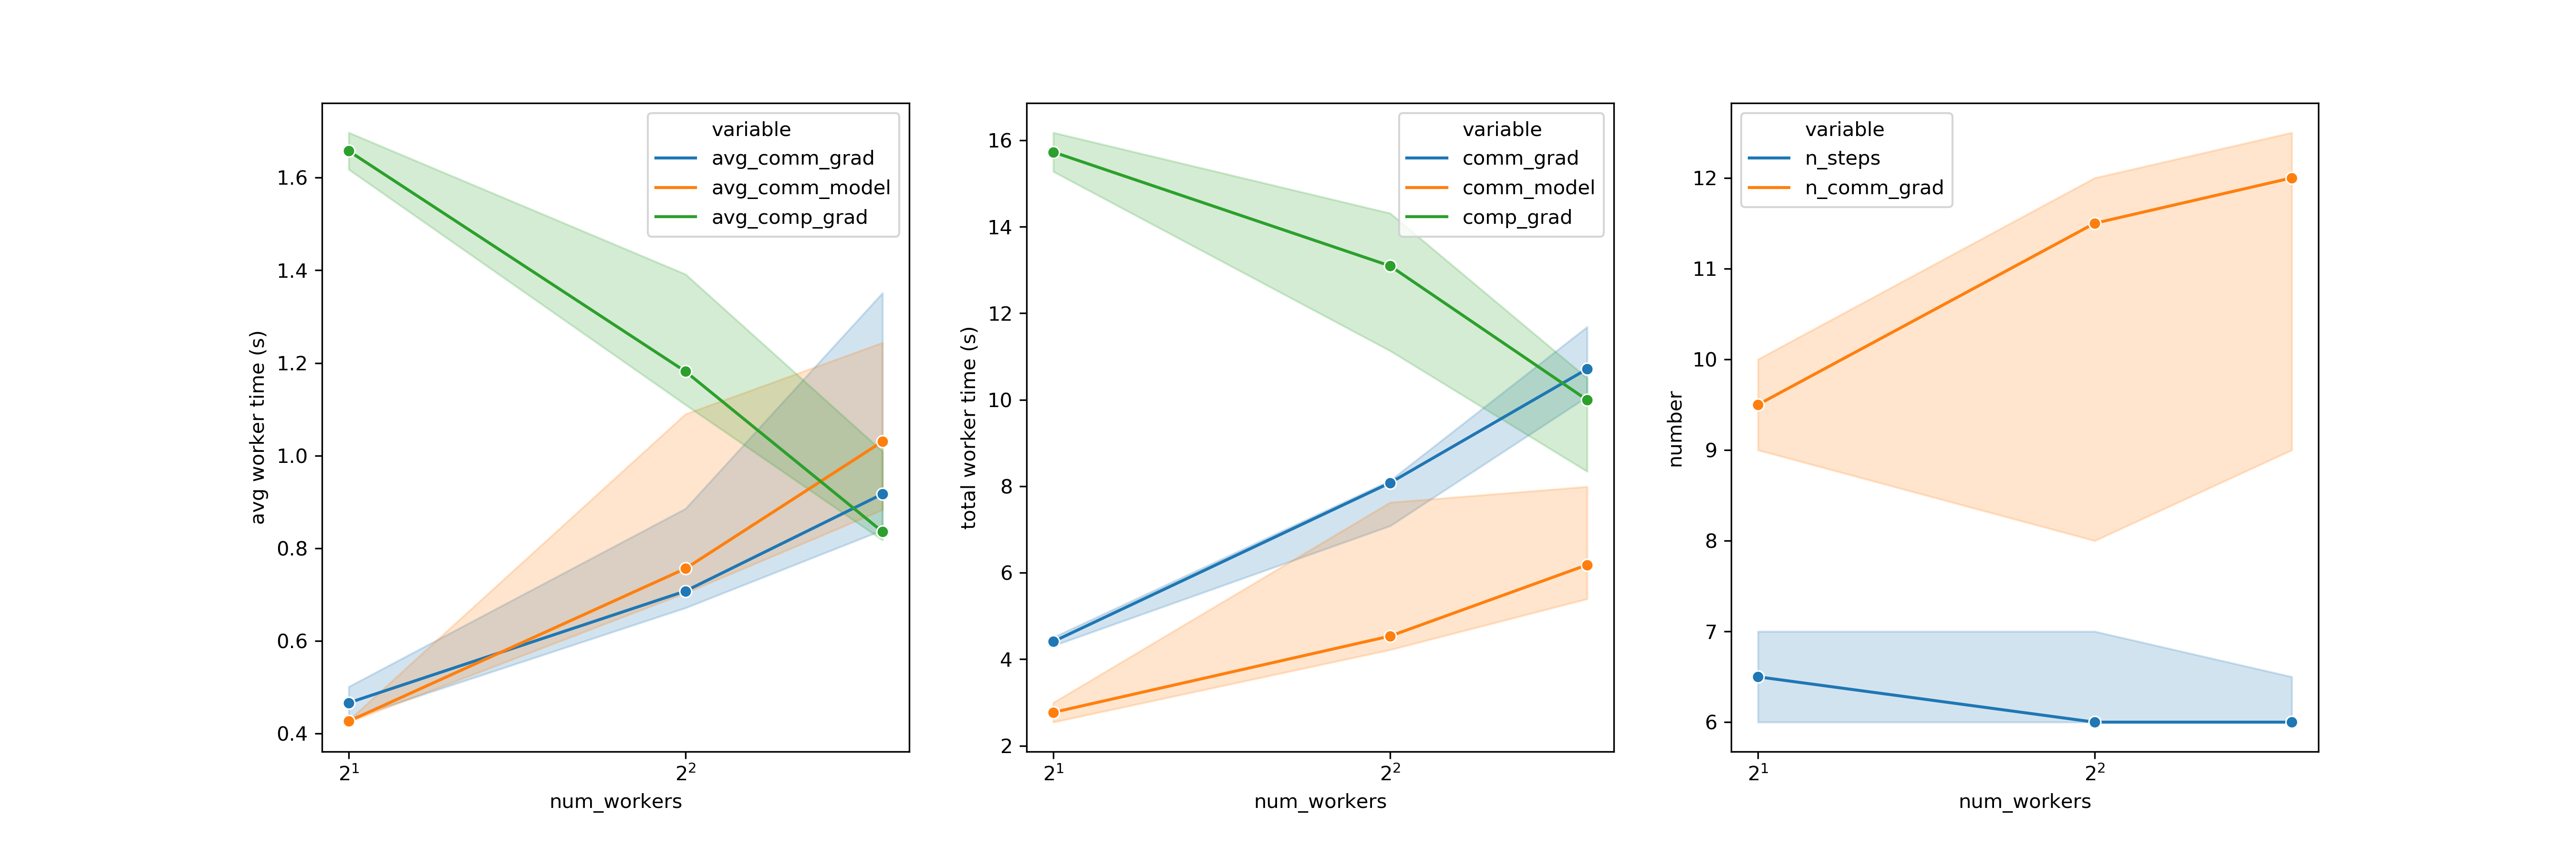 avg worker time (s)
1.6
1.4
1.2
1.0
0.8
0.6
0.4
variable
avg_comm_grad
avg_comm_model
avg_comp_grad
2¹
2²
num_workers
total worker time (s)
16
14
12
10
8
6
4
2
variable
comm_grad
comm_model
comp_grad
2¹
2²
num_workers
number
12
11
10
9
8
7
6
variable
n_steps
n_comm_grad
2¹
2²
num_workers